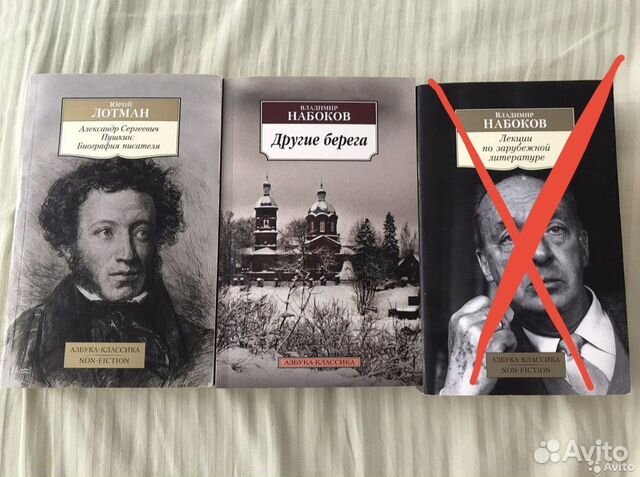 ЮРИЙ
ЛОТМАН
Александр Сергеевич
Пушкин:
Биография писателя
АЗБУКА-КЛАССИКА
NON-FICTION
ВЛАДИМИР
НАБОКОВ
Другие берега
АЗБУКА-КЛАССИКА
ВЛАДИМИР
НАБОКОВ
Лекции
по зарубежной
литературе
АЗБУКА-КЛАССИКА
NON-FICTION
Avito
Avito